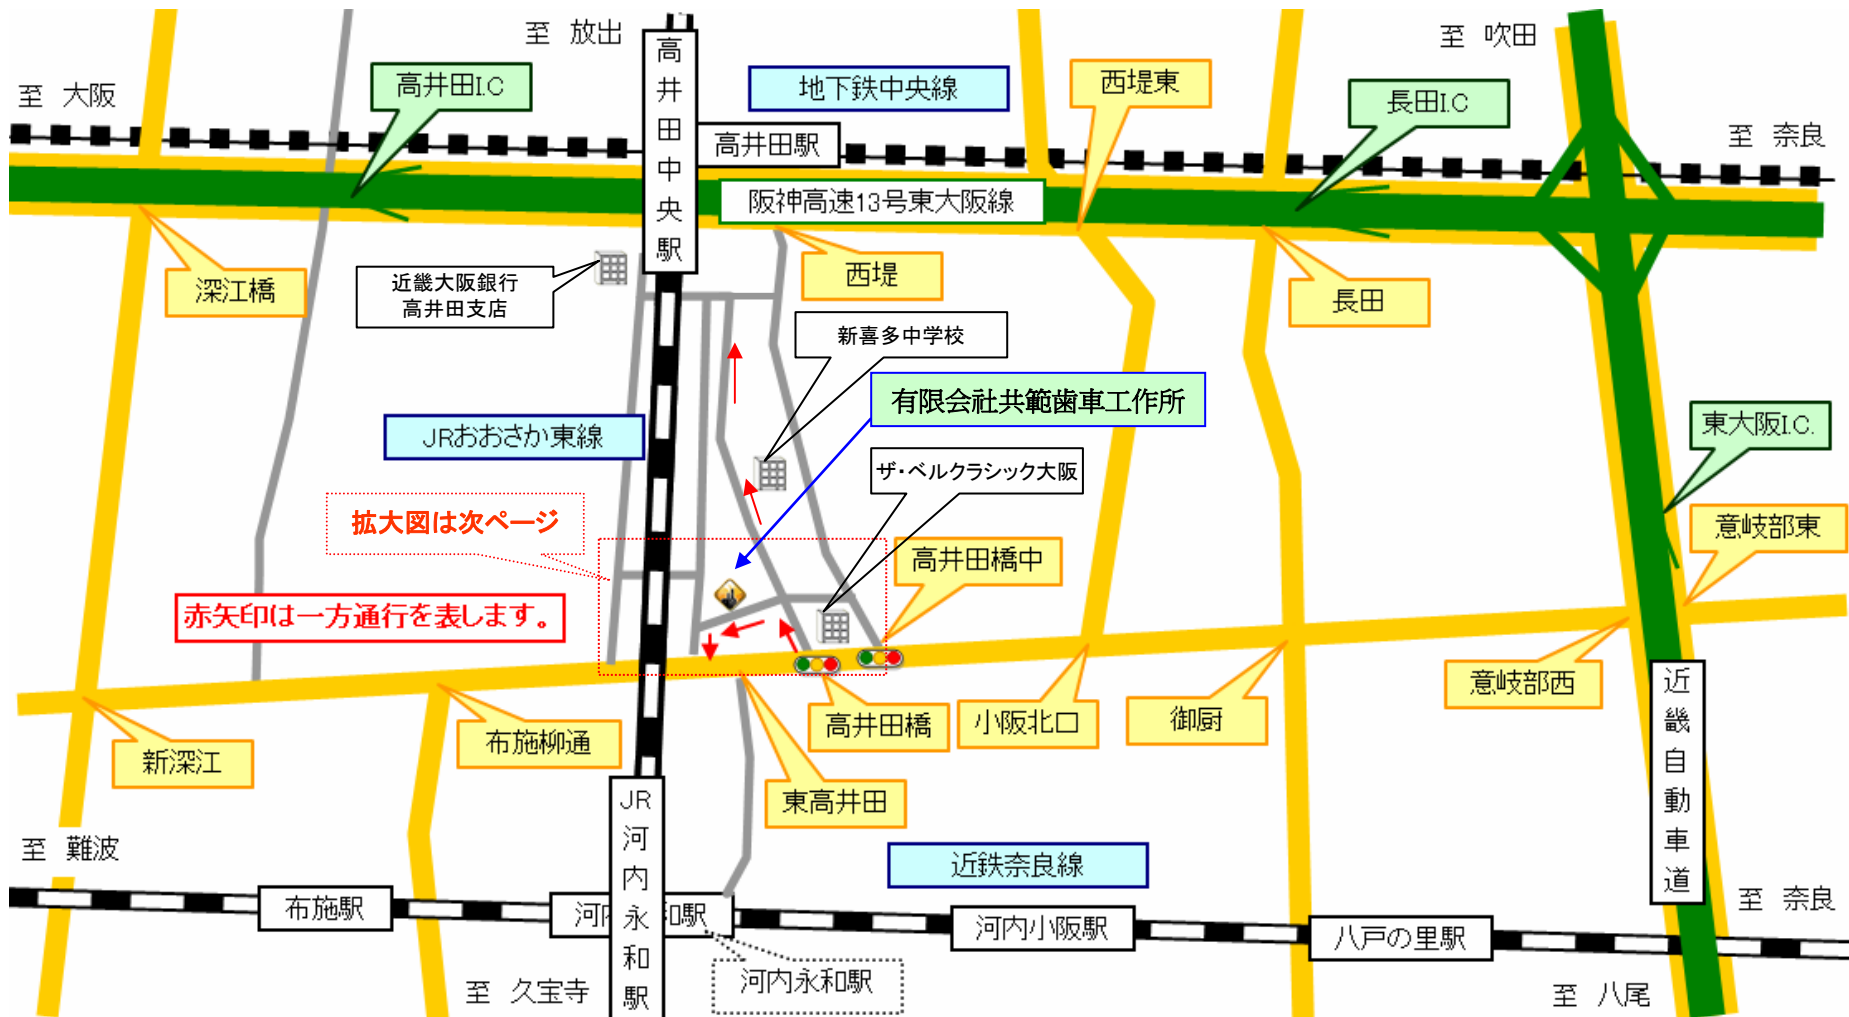 至 放出
至 吹田
高井田中央駅
高井田I.C
地下鉄中央線
西堤東
長田I.C
至 大阪
至 奈良
高井田駅
阪神高速13号東大阪線
深江橋
近畿大阪銀行
高井田支店
西堤
長田
新喜多中学校
有限会社共範歯車工作所
JRおおさか東線
東大阪I.C.
ザ・ベルクラシック大阪
拡大図は次ページ
意岐部東
高井田橋中
赤矢印は一方通行を表します。
意岐部西
近畿自動車道
新深江
布施柳通
高井田橋
小阪北口
御厨
東高井田
JR河内永和駅
至 難波
近鉄奈良線
至 奈良
布施駅
河内永和駅
河内小阪駅
八戸の里駅
河内永和駅
至 久宝寺
至 八尾